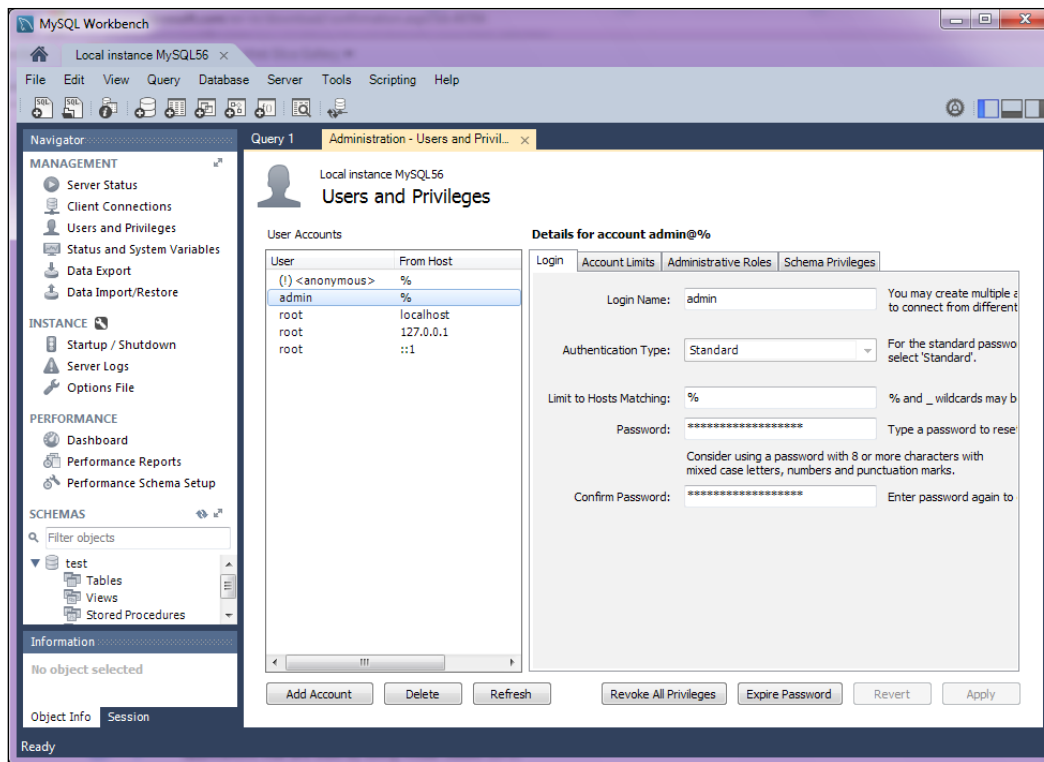 MySQL Workbench
Local instance MySQL56 ×
File Edit View Query Database Server Tools Scripting Help
Navigator
MANAGEMENT
Server Status
Client Connections
Users and Privileges
Status and System Variables
Data Export
Data Import/Restore
INSTANCE
Startup / Shutdown
Server Logs
Options File
PERFORMANCE
Dashboard
Performance Reports
Performance Schema Setup
SCHEMAS
Filter objects
test
Tables
Views
Stored Procedures
Information
No object selected
Object Info Session
Query 1 Administration - Users and Privil... ×
Local instance MySQL56
Users and Privileges
User Accounts
User From Host
(!) <anonymous> %
admin %
root localhost
root 127.0.0.1
root ::1
Add Account Delete Refresh
Details for account admin@%
Login Account Limits Administrative Roles Schema Privileges
Login Name: admin
You may create multiple a
to connect from different
Authentication Type: Standard
For the standard passwo
select 'Standard'.
Limit to Hosts Matching: % % and _ wildcards may b
Password: ****************** Type a password to rese
Consider using a password with 8 or more characters with
mixed case letters, numbers and punctuation marks.
Confirm Password: ****************** Enter password again to
Revoke All Privileges Expire Password Revert Apply
Ready